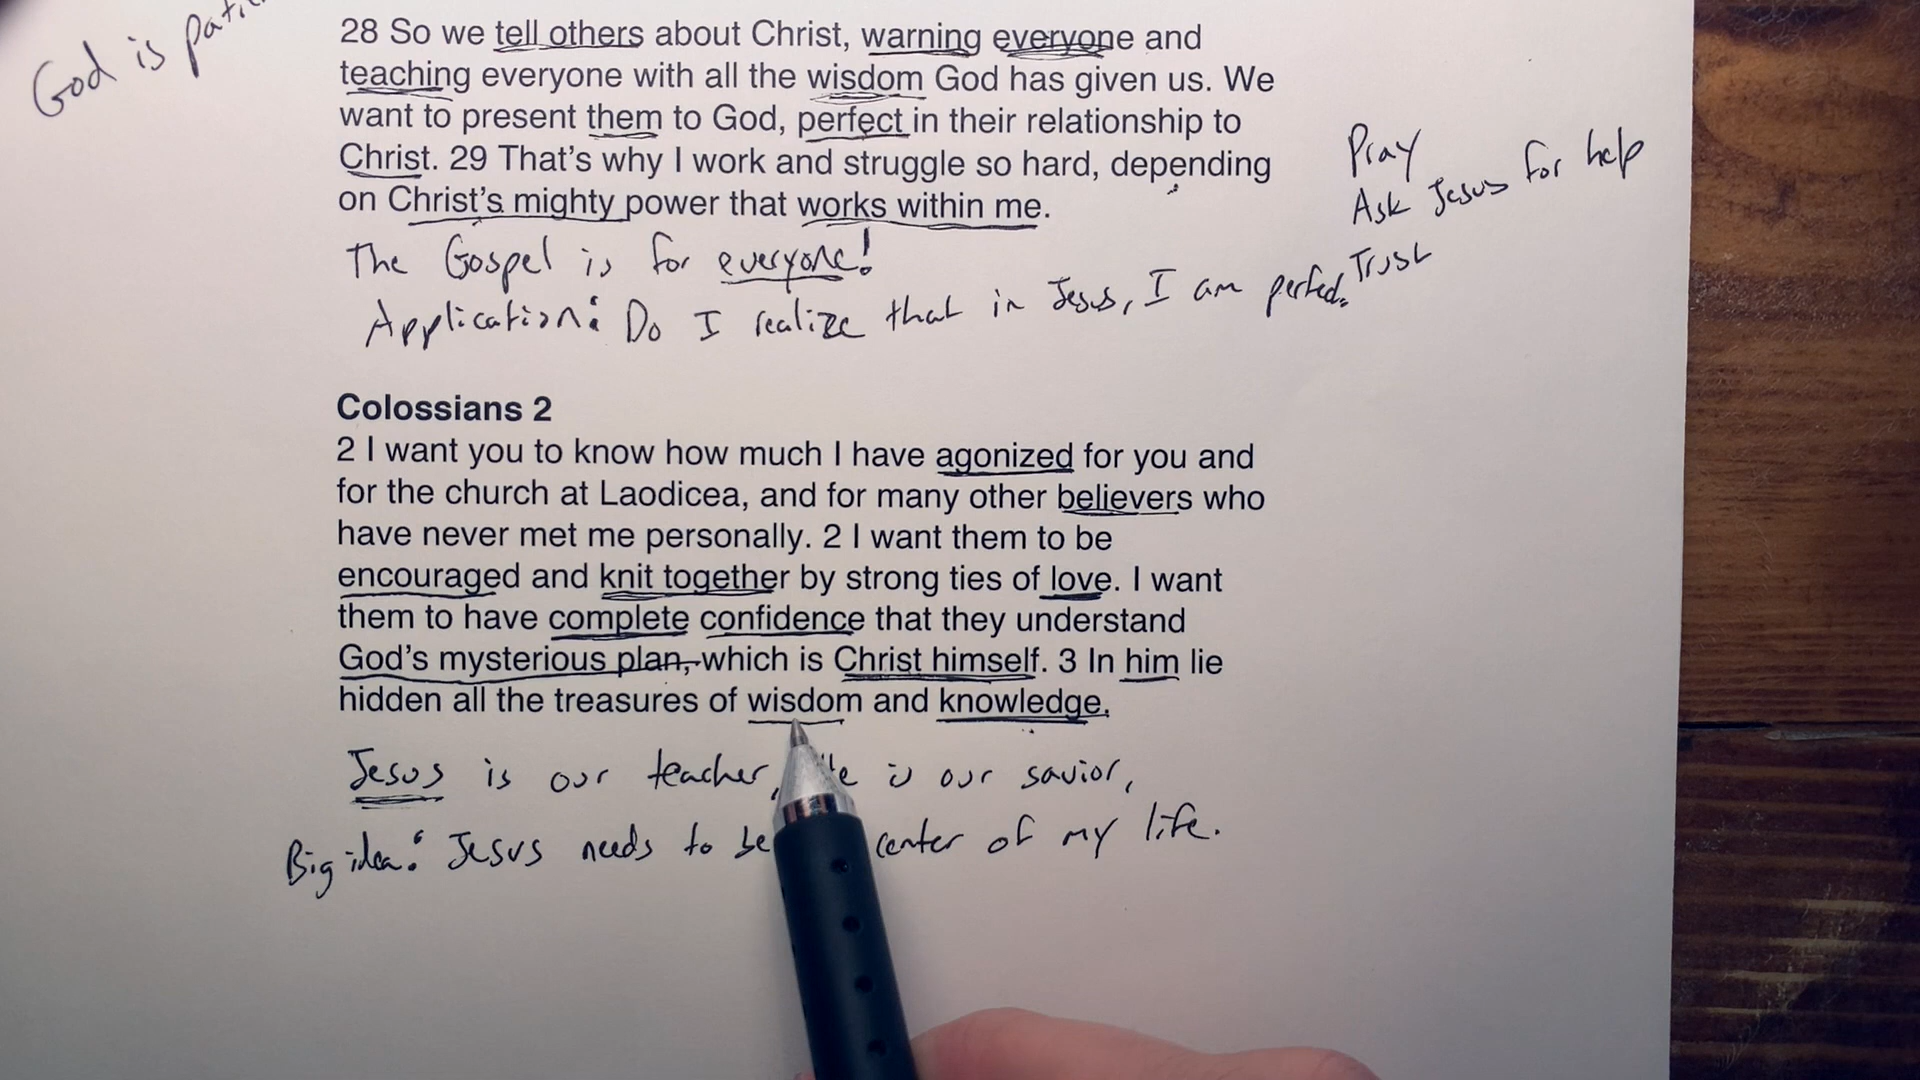 God is
28 So we tell others about Christ, warning everyone and
teaching everyone with all the wisdom God has given us. We
want to present them to God, perfect in their relationship to
Christ. 29 That's why I work and struggle so hard, depending
on Christ's mighty power that works within me.
Pray
Ask Jesus for help
Trust
The Gospel is for everyone!
Application: Do I realize that in Jesus, I am perfect.
Colossians 2
2 I want you to know how much I have agonized for you and
for the church at Laodicea, and for many other believers who
have never met me personally. 2 I want them to be
encouraged and knit together by strong ties of love. I want
them to have complete confidence that they understand
God's mysterious plan, which is Christ himself. 3 In him lie
hidden all the treasures of wisdom and knowledge.
Jesus is our teacher, He is our savior,
Big idea: Jesus needs to be center of my life.